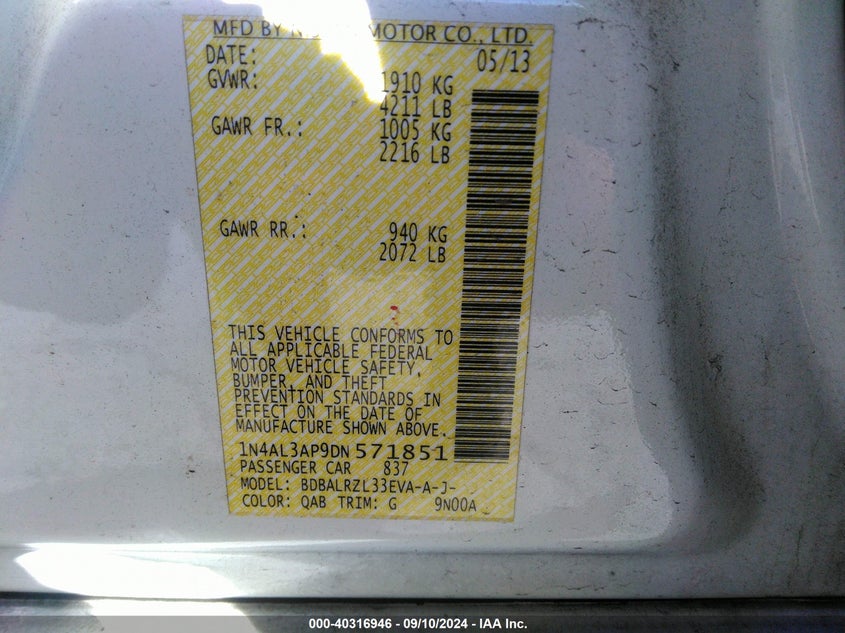 MFD BY MOTOR CO., LTD.
DATE: 05/13
GVWR: 1910 KG
4211 LB
GAWR FR.: 1005 KG
2216 LB
GAWR RR.: 940 KG
2072 LB
THIS VEHICLE CONFORMS TO
ALL APPLICABLE FEDERAL
MOTOR VEHICLE SAFETY,
BUMPER, AND THEFT
PREVENTION STANDARDS IN
EFFECT ON THE DATE OF
MANUFACTURE SHOWN ABOVE.
1N4AL3AP9DN571851
PASSENGER CAR 837
MODEL: BDBALRZL33EVA-A-J-
COLOR: QAB TRIM: G 9N00A
000-40316946 - 09/10/2024 - IAA Inc.